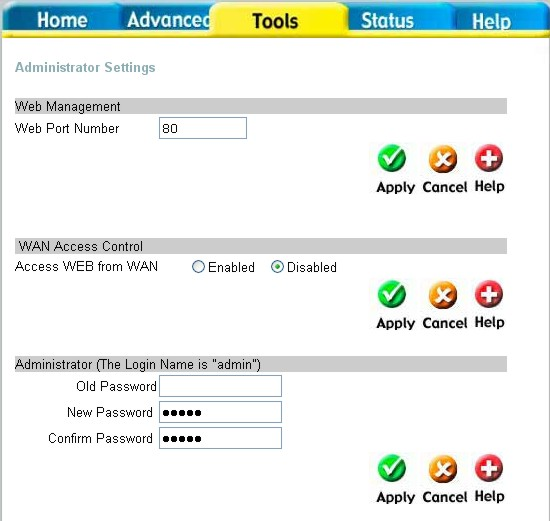 Home Advanced Tools Status Help
Administrator Settings
Web Management
Web Port Number 80
Apply Cancel Help
WAN Access Control
Access WEB from WAN Enabled Disabled
Apply Cancel Help
Administrator (The Login Name is "admin")
Old Password
New Password •••••
Confirm Password •••••
Apply Cancel Help